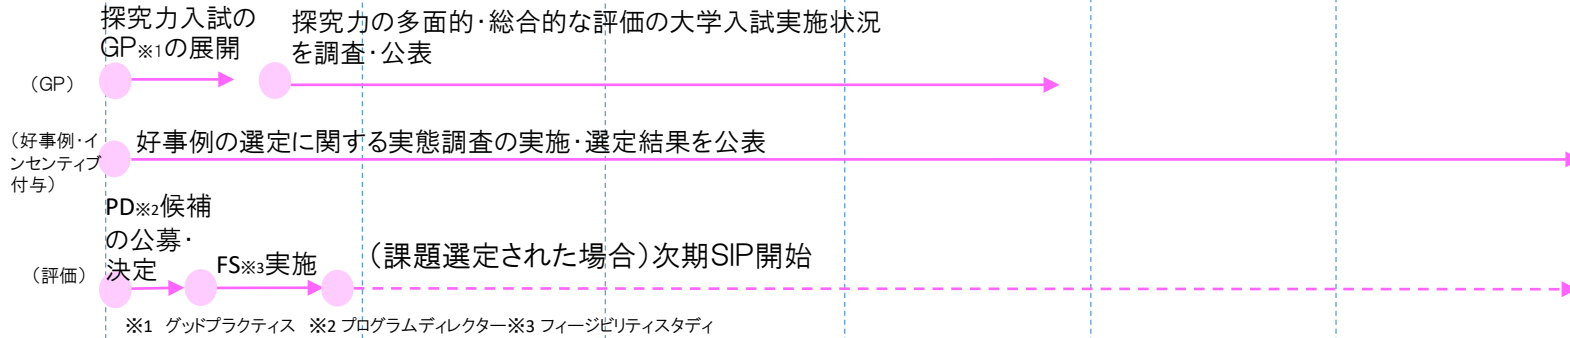 探究力入試の
GP※1の展開
探究力の多面的・総合的な評価の大学入試実施状況
を調査・公表
（GP）
（好事例・イ
ンセンティブ
付与）
好事例の選定に関する実態調査の実施・選定結果を公表
PD※2候補
の公募・
決定
FS※3実施
（課題選定された場合）次期SIP開始
（評価）
※1 グッドプラクティス ※2 プログラムディレクター※3 フィージビリティスタディ